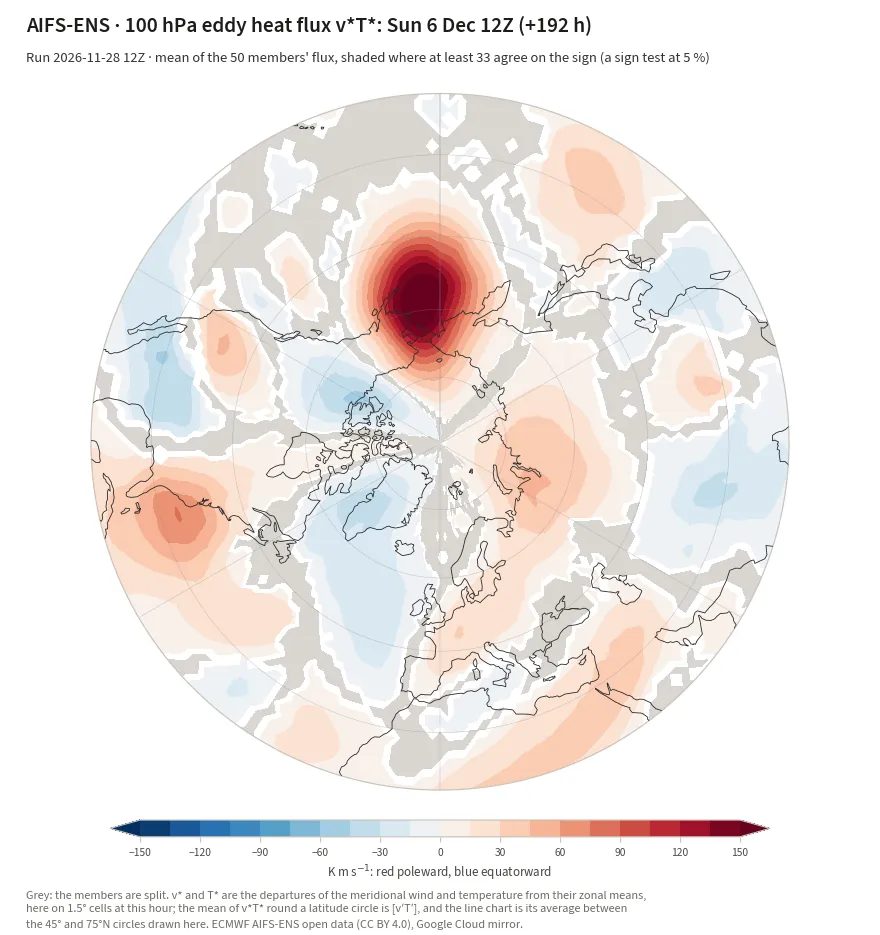 AIFS-ENS · 100 hPa eddy heat flux v*T*: Sun 6 Dec 12Z (+192 h)
Run 2026-11-28 12Z · mean of the 50 members' flux, shaded where at least 33 agree on the sign (a sign test at 5 %)
−150 −120 −90 −60 −30 0 30 60 90 120 150
K m s⁻¹: red poleward, blue equatorward
Grey: the members are split. v* and T* are the departures of the meridional wind and temperature from their zonal means,
here on 1.5° cells at this hour; the mean of v*T* round a latitude circle is [v′T′], and the line chart is its average between
the 45° and 75°N circles drawn here. ECMWF AIFS-ENS open data (CC BY 4.0), Google Cloud mirror.